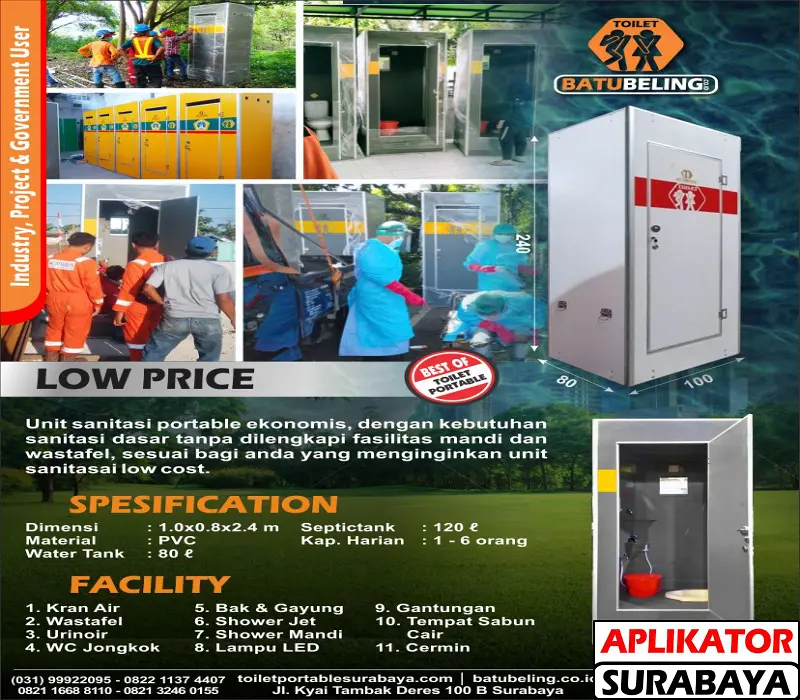 Industry, Project & Government User
TOILET
BATUBELING.co.id
240
80
100
TOILET
LOW PRICE
BEST OF
TOILET
PORTABLE
Unit sanitasi portable ekonomis, dengan kebutuhan
sanitasi dasar tanpa dilengkapi fasilitas mandi dan
wastafel, sesuai bagi anda yang menginginkan unit
sanitasai low cost.
SPESIFICATION
Dimensi : 1.0x0.8x2.4 m Septictank : 120 ℓ
Material : PVC Kap. Harian : 1 - 6 orang
Water Tank : 80 ℓ
FACILITY
1. Kran Air 5. Bak & Gayung 9. Gantungan
2. Wastafel 6. Shower Jet 10. Tempat Sabun
3. Urinoir 7. Shower Mandi Cair
4. WC Jongkok 8. Lampu LED 11. Cermin
(031) 99922095 - 0822 1137 4407 toiletportablesurabaya.com | batubeling.co.id
0821 1668 8110 - 0821 3246 0155 Jl. Kyai Tambak Deres 100 B Surabaya
APLIKATOR
SURABAYA